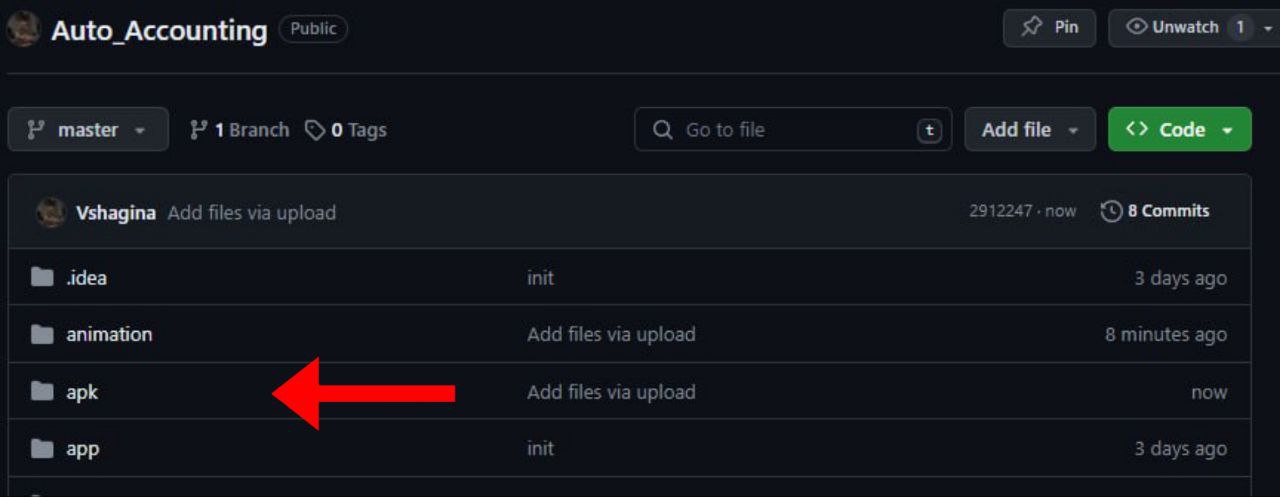 Auto_Accounting Public Pin Unwatch 1
master 1 Branch 0 Tags Go to file t Add file <> Code
Vshagina Add files via upload 2912247 · now 8 Commits
.idea init 3 days ago
animation Add files via upload 8 minutes ago
apk Add files via upload now
app init 3 days ago